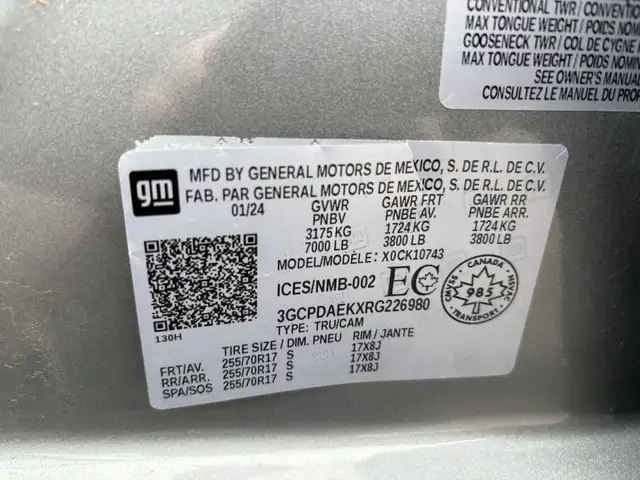 CONVENTIONAL TWR / CONVENTION
MAX TONGUE WEIGHT / POIDS NOMIN
GOOSENECK TWR / COL DE CYGNE
MAX TONGUE WEIGHT / POIDS NOMIN
SEE OWNER'S MANUAL
CONSULTEZ LE MANUEL DU PROP
gm
MFD BY GENERAL MOTORS DE MEXICO, S. DE R.L. DE C.V.
FAB. PAR GENERAL MOTORS DE MEXICO, S. DE R.L. DE C.V.
01/24 GVWR GAWR FRT GAWR RR
PNBV PNBE AV. PNBE ARR.
3175 KG 1724 KG 1724 KG
7000 LB 3800 LB 3800 LB
MODEL/MODÈLE: X0CK10743
ICES/NMB-002 EC
CANADA
985
CMVSS
NSVAC
3GCPDAEKXRG226980
TYPE: TRU/CAM
130H
TIRE SIZE / DIM. PNEU RIM / JANTE
FRT/AV. 255/70R17 S 17X8J
RR/ARR. 255/70R17 S 17X8J
SPA/SOS 255/70R17 S 17X8J